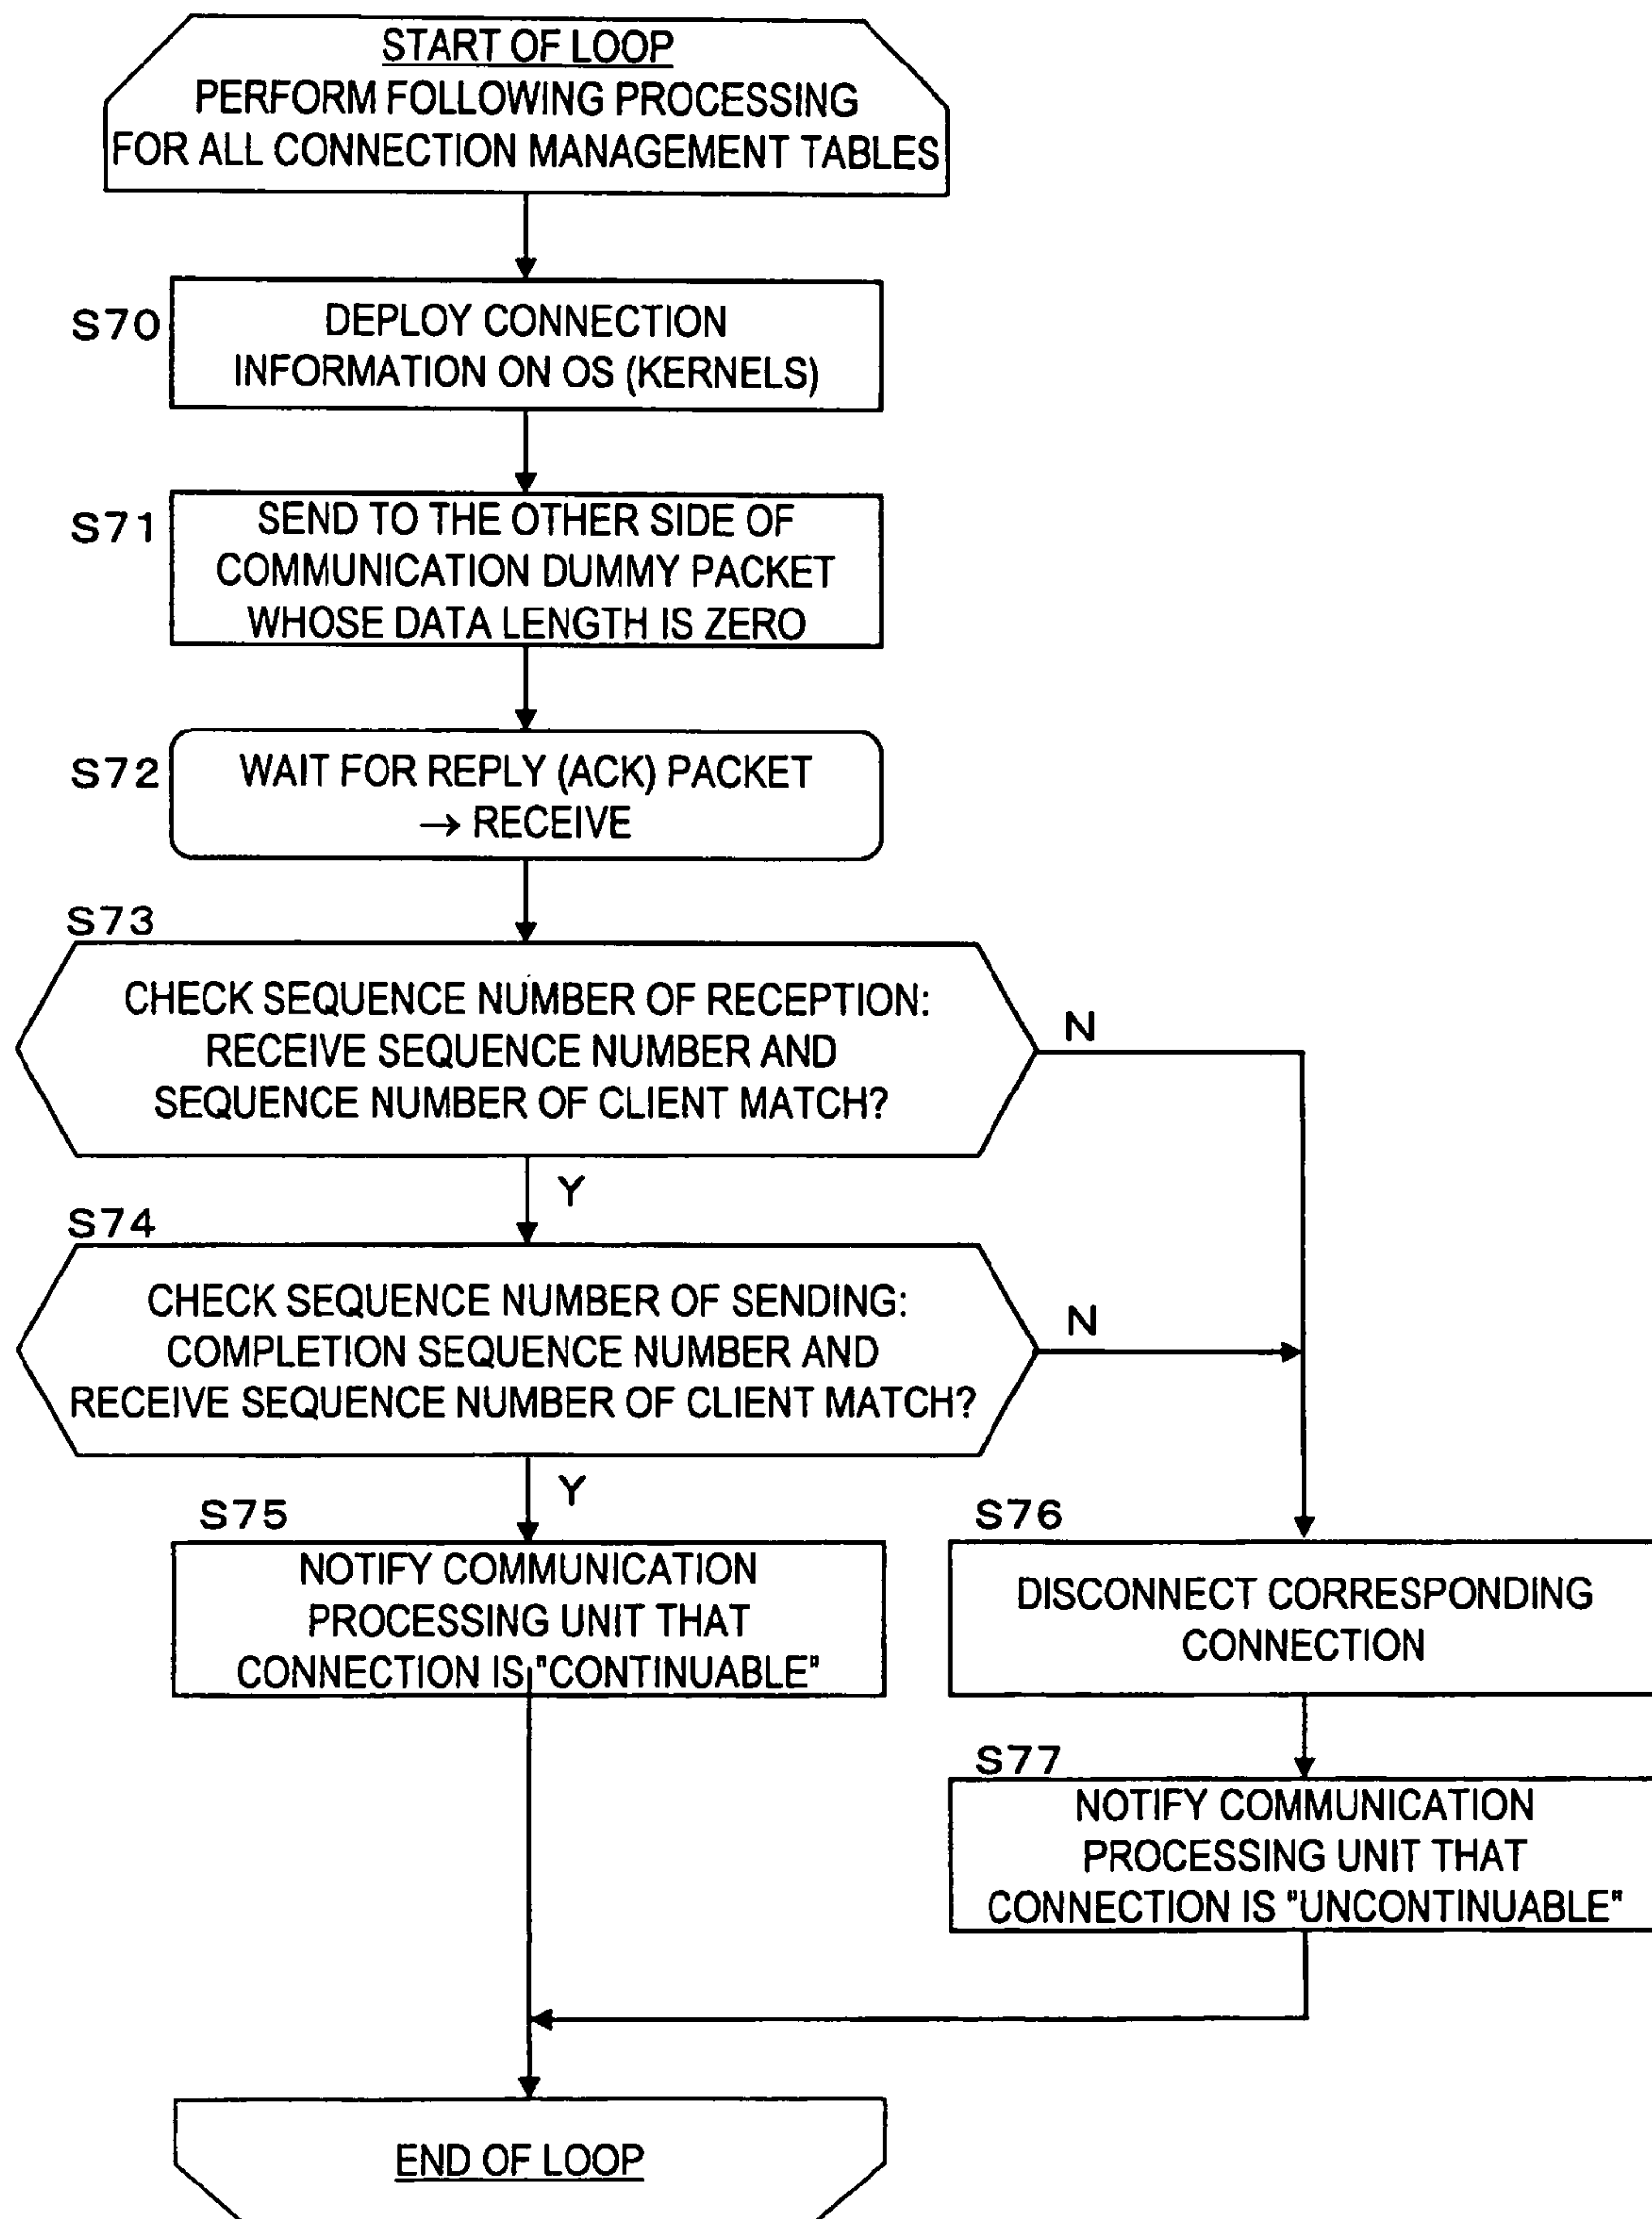 START OF LOOP
PERFORM FOLLOWING PROCESSING
FOR ALL CONNECTION MANAGEMENT TABLES
S70
DEPLOY CONNECTION
INFORMATION ON OS (KERNELS)
S71
SEND TO THE OTHER SIDE OF
COMMUNICATION DUMMY PACKET
WHOSE DATA LENGTH IS ZERO
S72
WAIT FOR REPLY (ACK) PACKET
→ RECEIVE
S73
CHECK SEQUENCE NUMBER OF RECEPTION:
RECEIVE SEQUENCE NUMBER AND
SEQUENCE NUMBER OF CLIENT MATCH?
N
Y
S74
CHECK SEQUENCE NUMBER OF SENDING:
COMPLETION SEQUENCE NUMBER AND
RECEIVE SEQUENCE NUMBER OF CLIENT MATCH?
N
Y
S75
NOTIFY COMMUNICATION
PROCESSING UNIT THAT
CONNECTION IS "CONTINUABLE"
S76
DISCONNECT CORRESPONDING
CONNECTION
S77
NOTIFY COMMUNICATION
PROCESSING UNIT THAT
CONNECTION IS "UNCONTINUABLE"
END OF LOOP